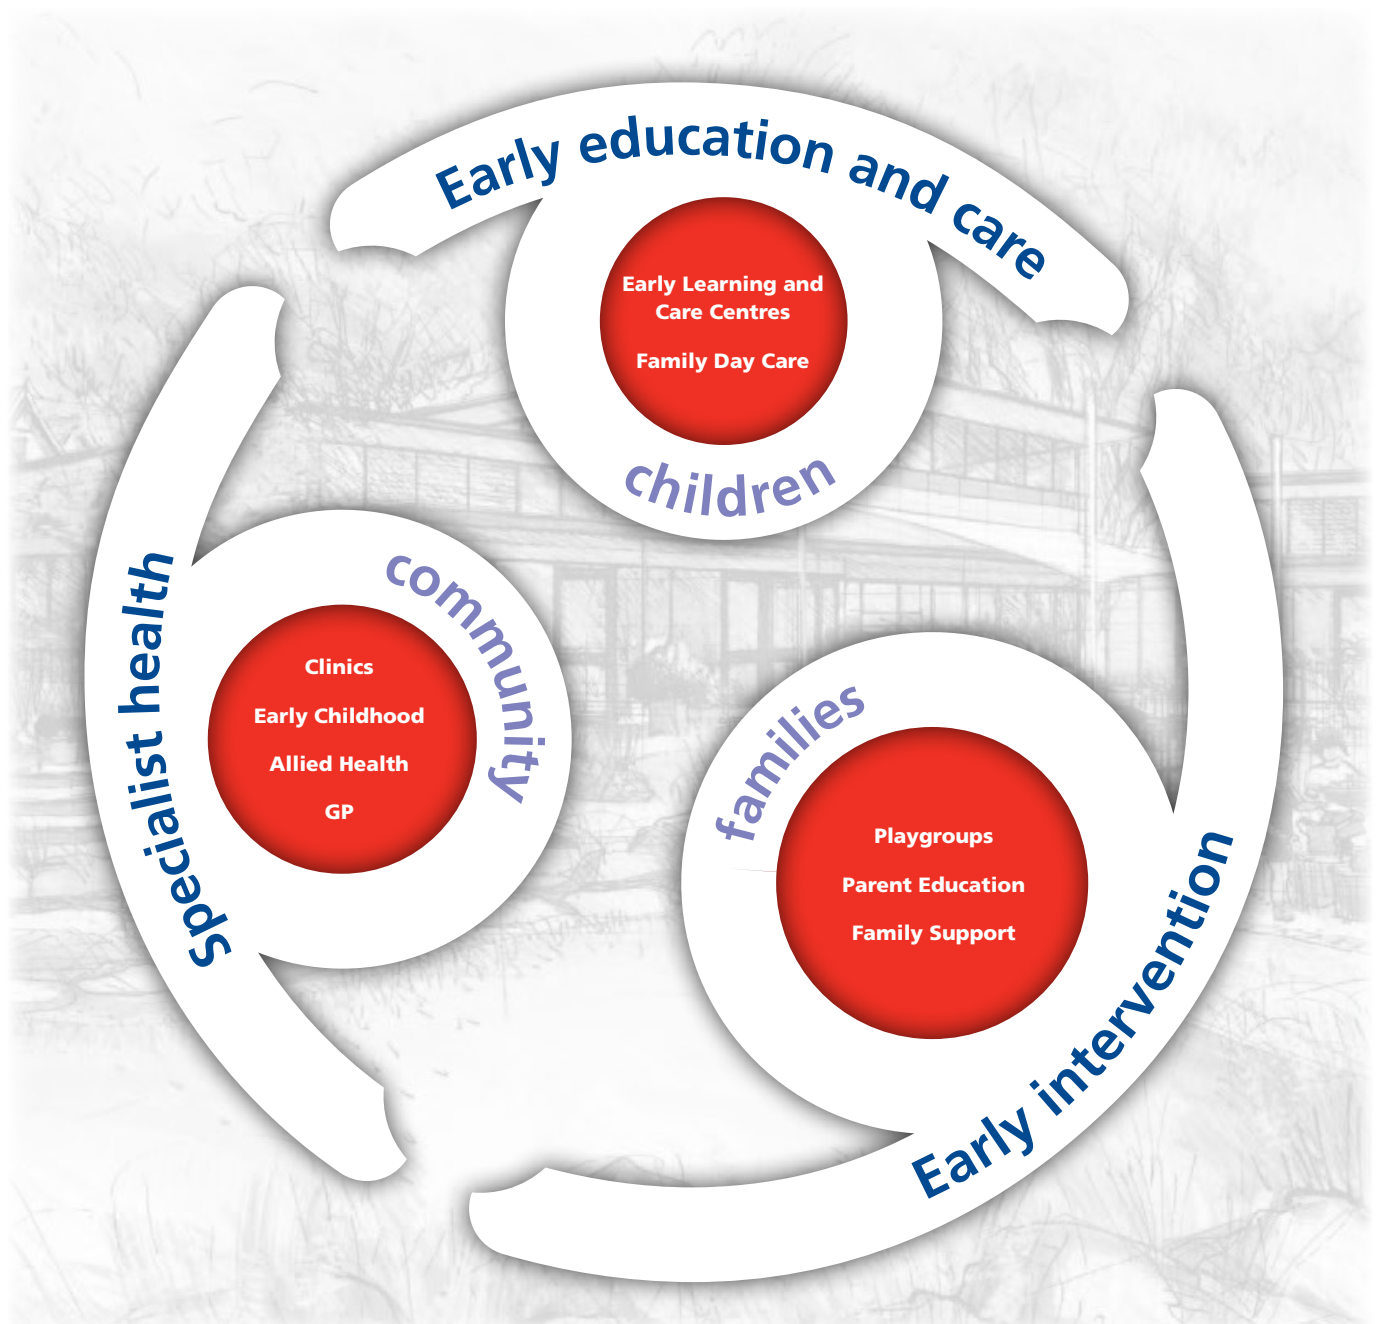 Early education and care
Early Learning and
Care Centres
Family Day Care
children
Specialist health
community
Clinics
Early Childhood
Allied Health
GP
families
Playgroups
Parent Education
Family Support
Early intervention